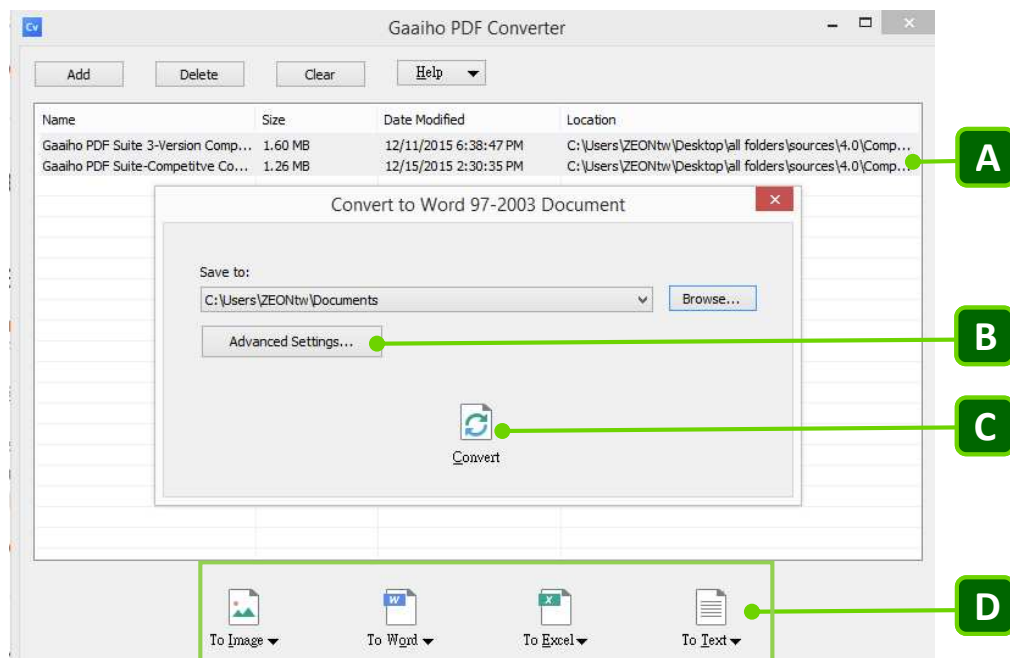 Cv Gaaiho PDF Converter
Add Delete Clear Help
Name Size Date Modified Location
Gaaiho PDF Suite 3-Version Comp... 1.60 MB 12/11/2015 6:38:47 PM C:\Users\ZEONtw\Desktop\all folders\sources\4.0\Comp...
Gaaiho PDF Suite-Competitve Co... 1.26 MB 12/15/2015 2:30:35 PM C:\Users\ZEONtw\Desktop\all folders\sources\4.0\Comp...
A
Convert to Word 97-2003 Document
Save to:
C:\Users\ZEONtw\Documents Browse...
Advanced Settings...
B
C
Convert
D
To Image To Word To Excel To Text